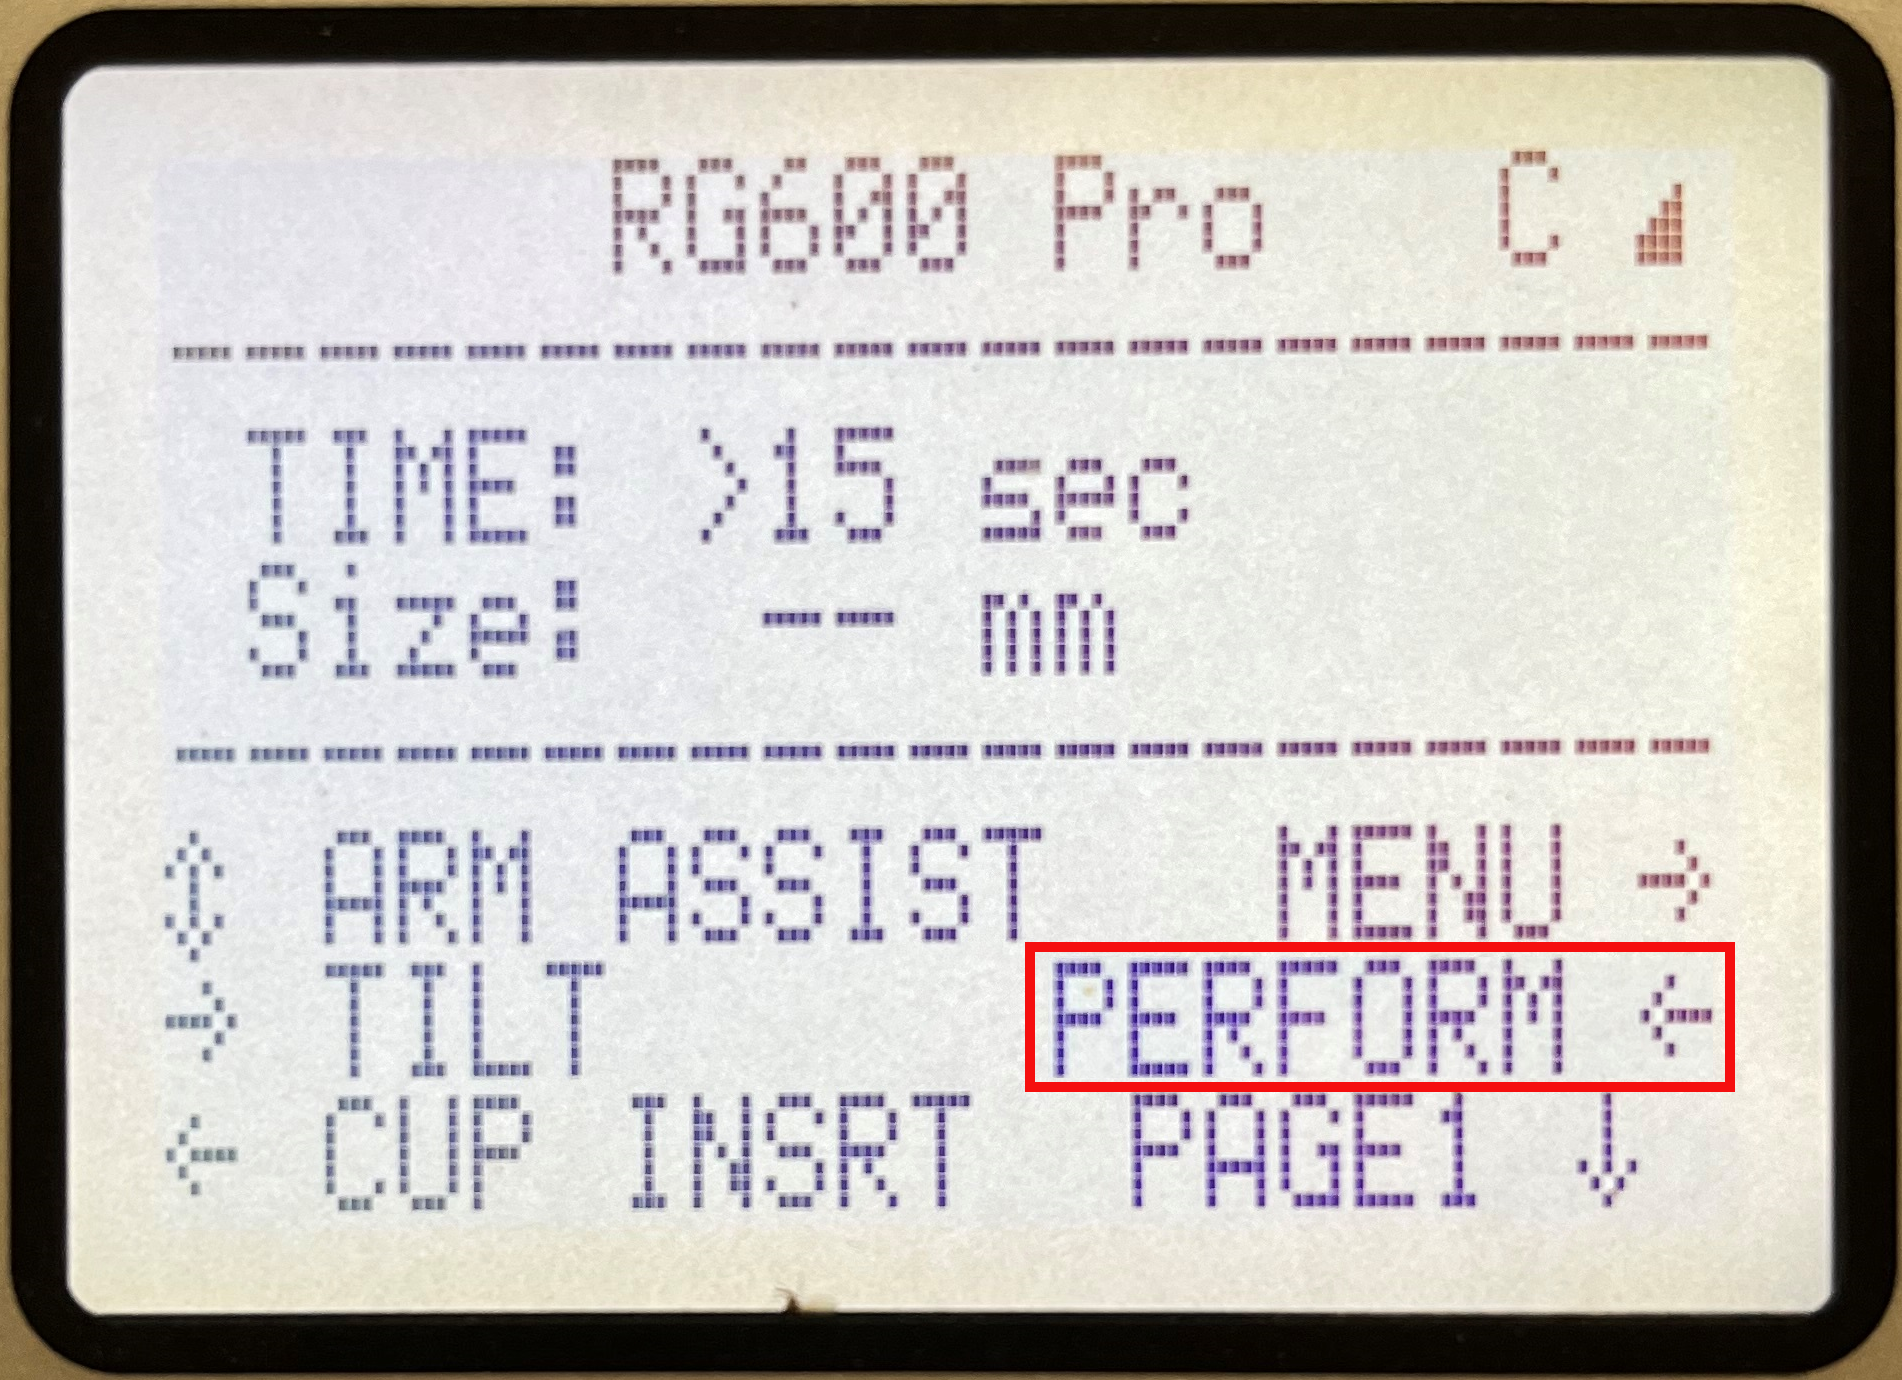 RG600 Pro C ◢
---------------------
TIME: >15 sec
Size: -- mm
---------------------
↕ ARM ASSIST MENU →
→ TILT PERFORM ←
← CUP INSRT PAGE1 ↓